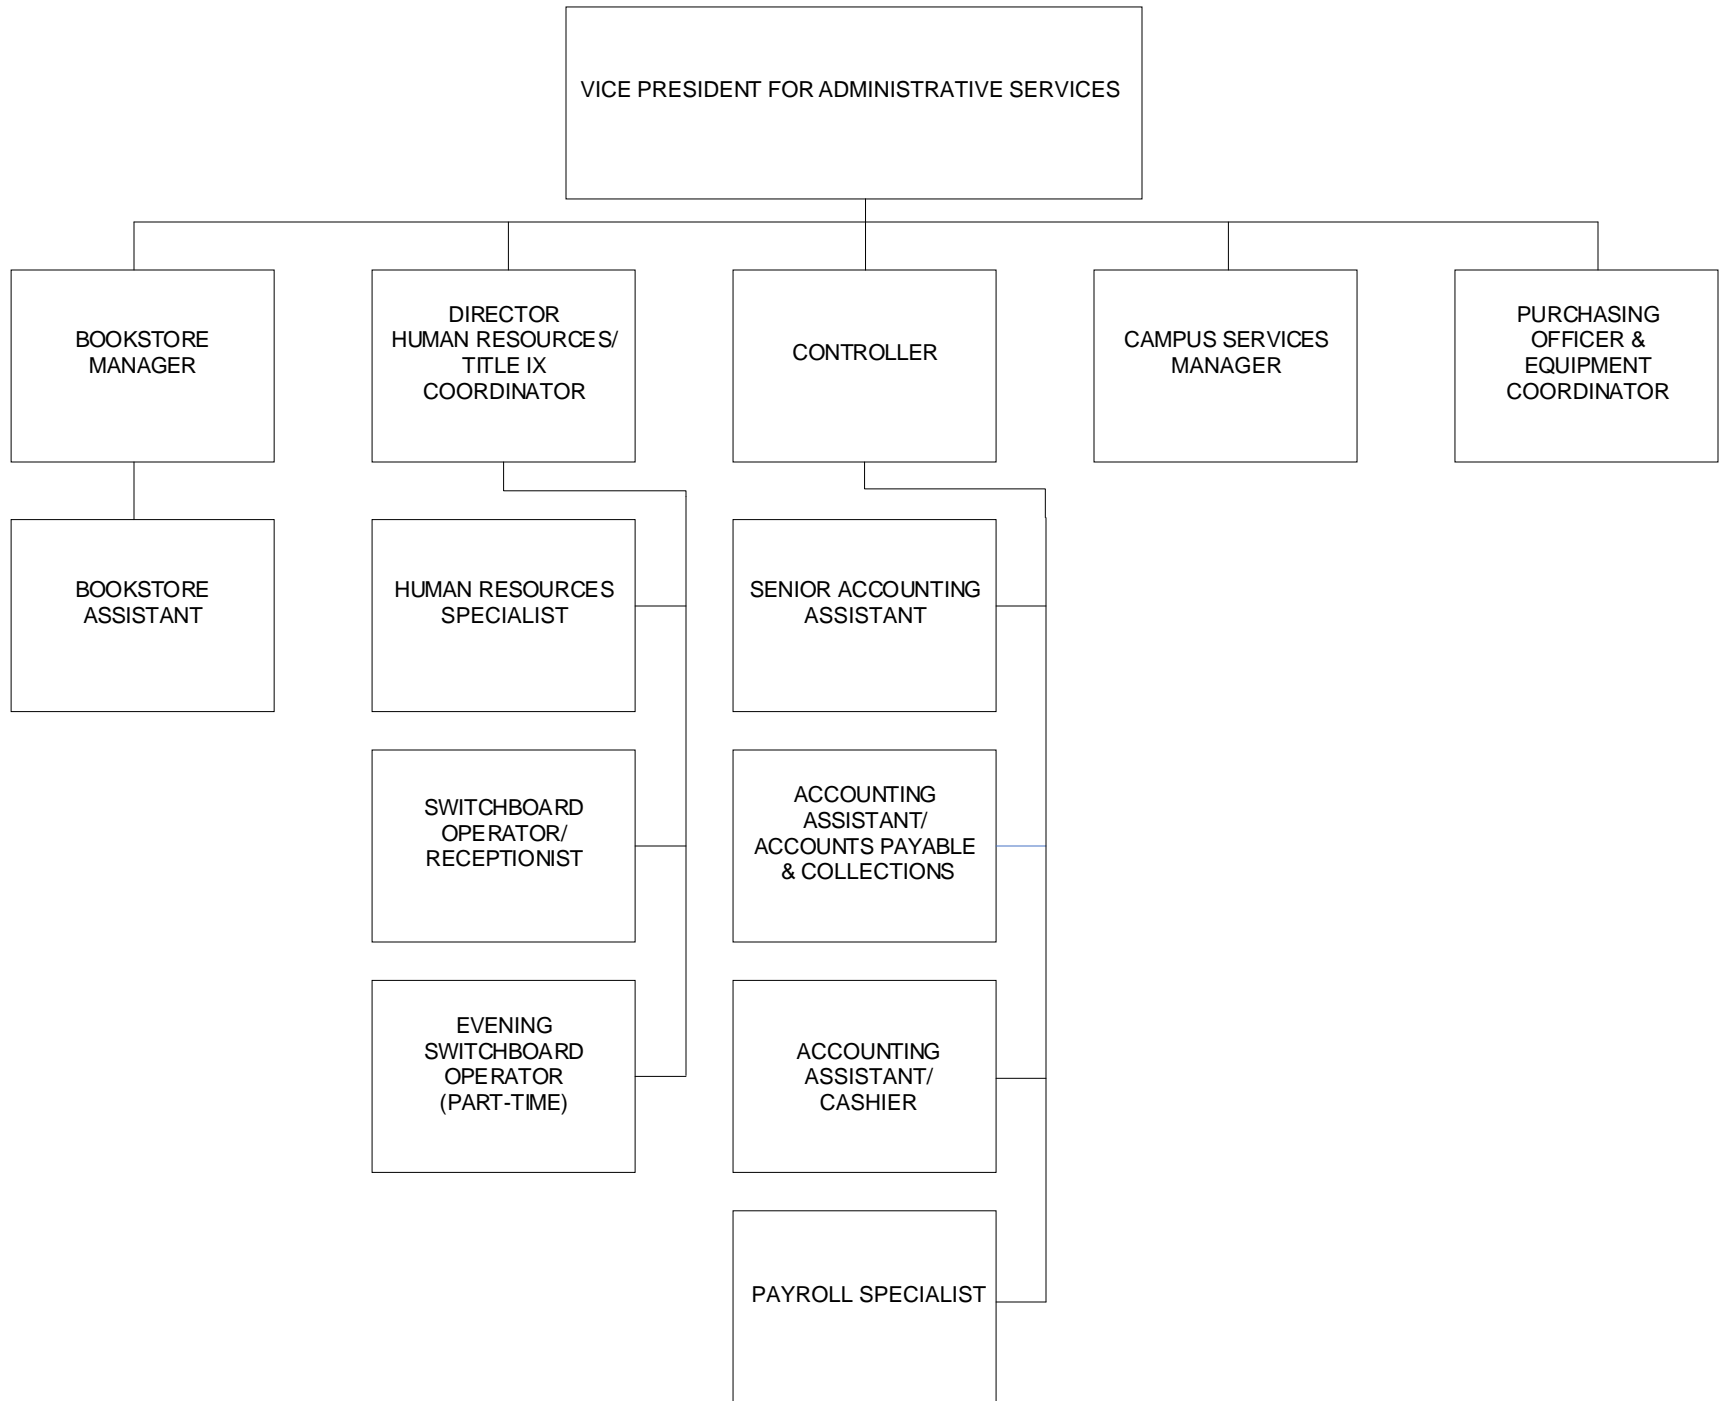 VICE PRESIDENT FOR ADMINISTRATIVE SERVICES
BOOKSTORE
MANAGER
DIRECTOR
HUMAN RESOURCES/
TITLE IX
COORDINATOR
CONTROLLER
CAMPUS SERVICES
MANAGER
PURCHASING
OFFICER &
EQUIPMENT
COORDINATOR
BOOKSTORE
ASSISTANT
HUMAN RESOURCES
SPECIALIST
SENIOR ACCOUNTING
ASSISTANT
SWITCHBOARD
OPERATOR/
RECEPTIONIST
ACCOUNTING
ASSISTANT/
ACCOUNTS PAYABLE
& COLLECTIONS
EVENING
SWITCHBOARD
OPERATOR
(PART-TIME)
ACCOUNTING
ASSISTANT/
CASHIER
PAYROLL SPECIALIST